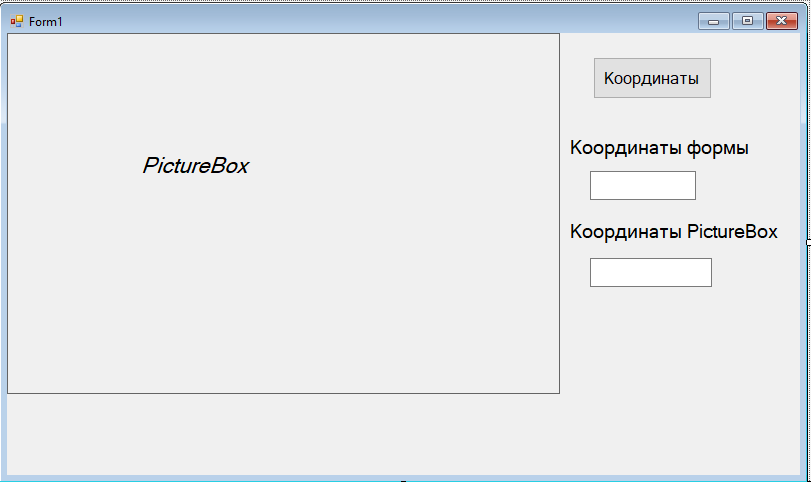 Form1
Координаты
PictureBox
Координаты формы
Координаты PictureBox